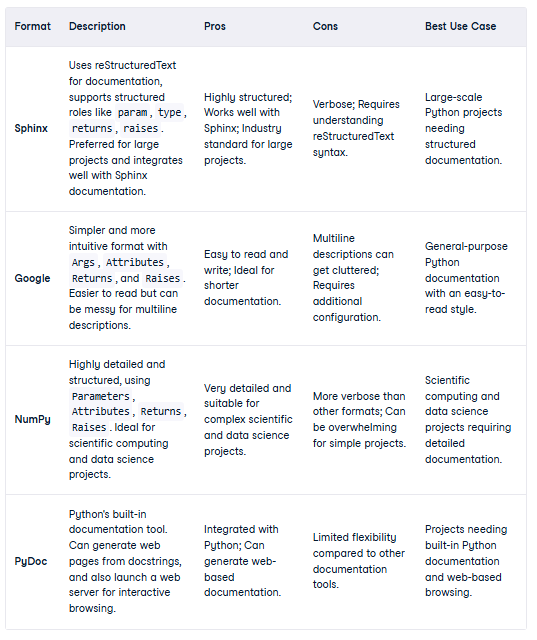 Format Description Pros Cons Best Use Case
Sphinx
Uses reStructuredText
for documentation,
supports structured
roles like param, type,
returns, raises.
Preferred for large
projects and integrates
well with Sphinx
documentation.
Highly structured;
Works well with
Sphinx; Industry
standard for large
projects.
Verbose; Requires
understanding
reStructuredText
syntax.
Large-scale
Python projects
needing
structured
documentation.
Google
Simpler and more
intuitive format with
Args, Attributes,
Returns, and Raises.
Easier to read but can
be messy for multiline
descriptions.
Easy to read and
write; Ideal for
shorter
documentation.
Multiline
descriptions can
get cluttered;
Requires
additional
configuration.
General-purpose
Python
documentation
with an easy-to-
read style.
NumPy
Highly detailed and
structured, using
Parameters,
Attributes, Returns,
Raises. Ideal for
scientific computing
and data science
projects.
Very detailed and
suitable for
complex scientific
and data science
projects.
More verbose than
other formats; Can
be overwhelming
for simple projects.
Scientific
computing and
data science
projects requiring
detailed
documentation.
PyDoc
Python's built-in
documentation tool.
Can generate web
pages from docstrings,
and also launch a web
server for interactive
browsing.
Integrated with
Python; Can
generate web-
based
documentation.
Limited flexibility
compared to other
documentation
tools.
Projects needing
built-in Python
documentation
and web-based
browsing.